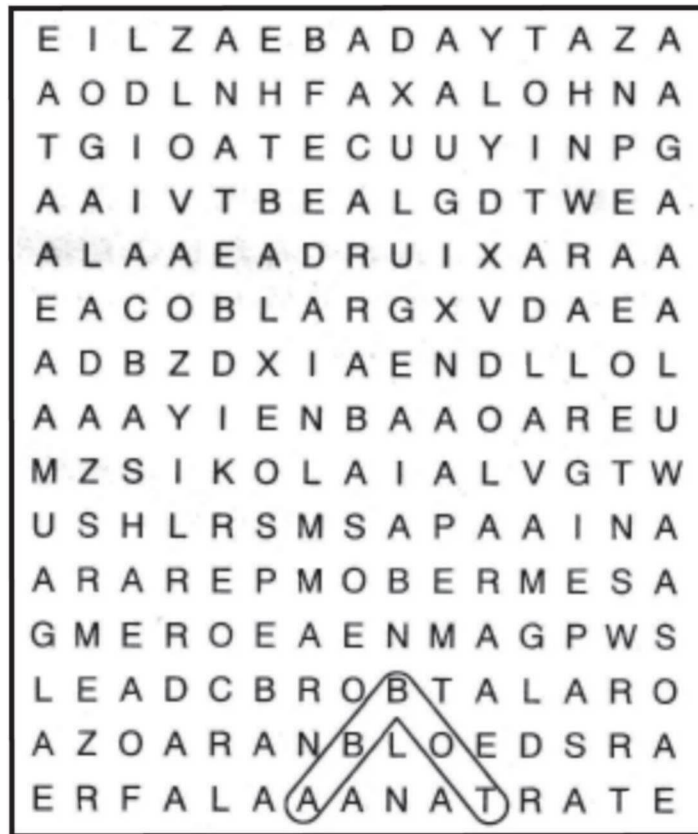 E I L Z A E B A D A Y T A Z A
A O D L N H F A X A L O H N A
T G I O A T E C U U Y I N P G
A A I V T B E A L G D T W E A
A L A A E A D R U I X A R A A
E A C O B L A R G X V D A E A
A D B Z D X I A E N D L L O L
A A A Y I E N B A A O A R E U
M Z S I K O L A I A L V G T W
U S H L R S M S A P A A I N A
A R A R E P M O B E R M E S A
G M E R O E A E N M A G P W S
L E A D C B R O B T A L A R O
A Z O A R A N B L O E D S R A
E R F A L A A A N A T R A T E